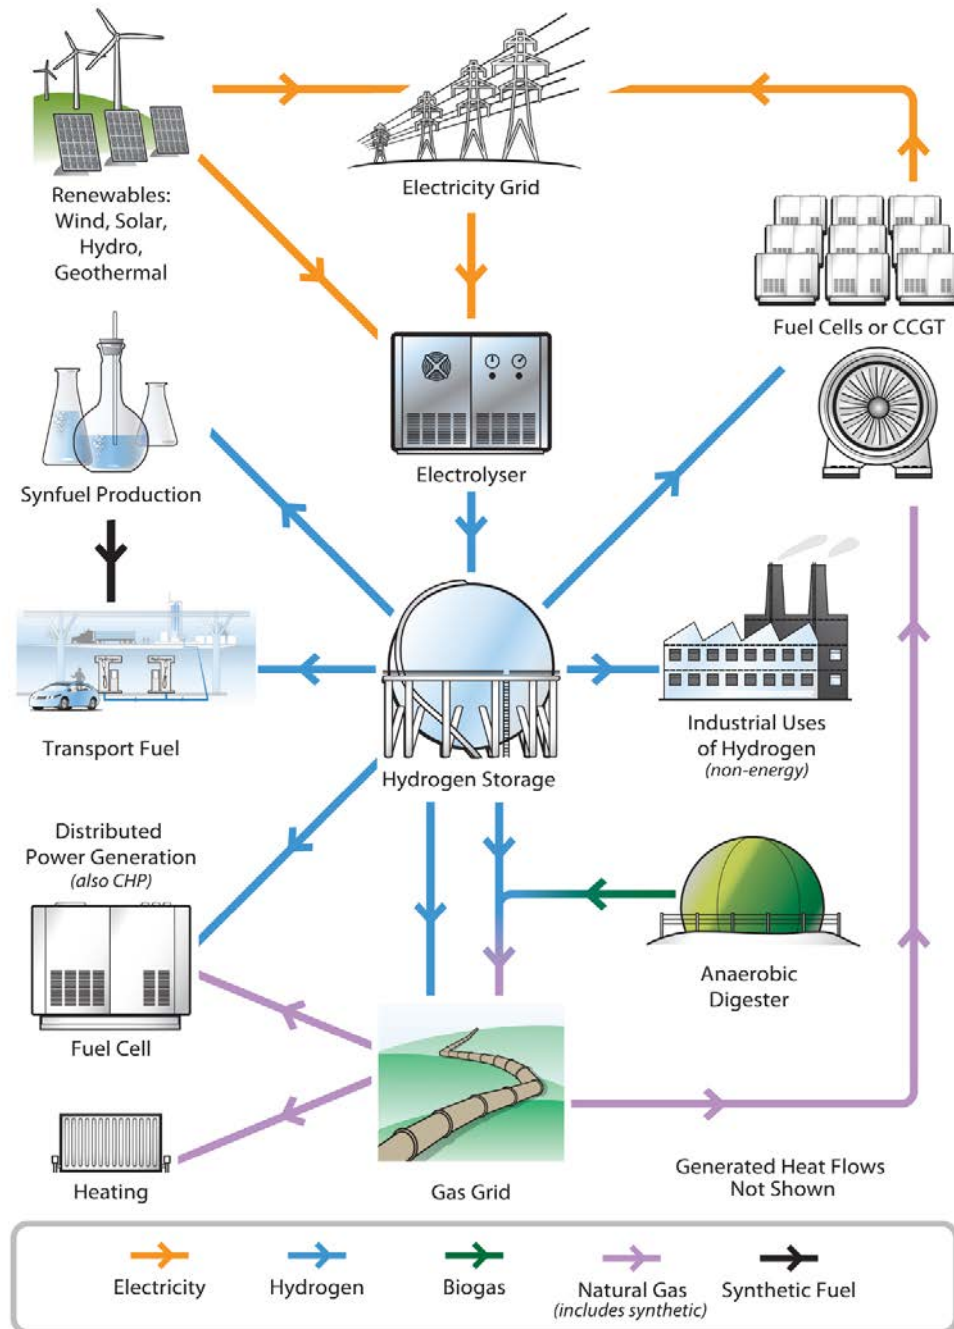 Renewables:
Wind, Solar,
Hydro,
Geothermal
Electricity Grid
Fuel Cells or CCGT
Synfuel Production
Electrolyser
Transport Fuel
Hydrogen Storage
Industrial Uses
of Hydrogen
(non-energy)
Distributed
Power Generation
(also CHP)
Fuel Cell
Anaerobic
Digester
Heating
Gas Grid
Generated Heat Flows
Not Shown
Electricity
Hydrogen
Biogas
Natural Gas
(includes synthetic)
Synthetic Fuel